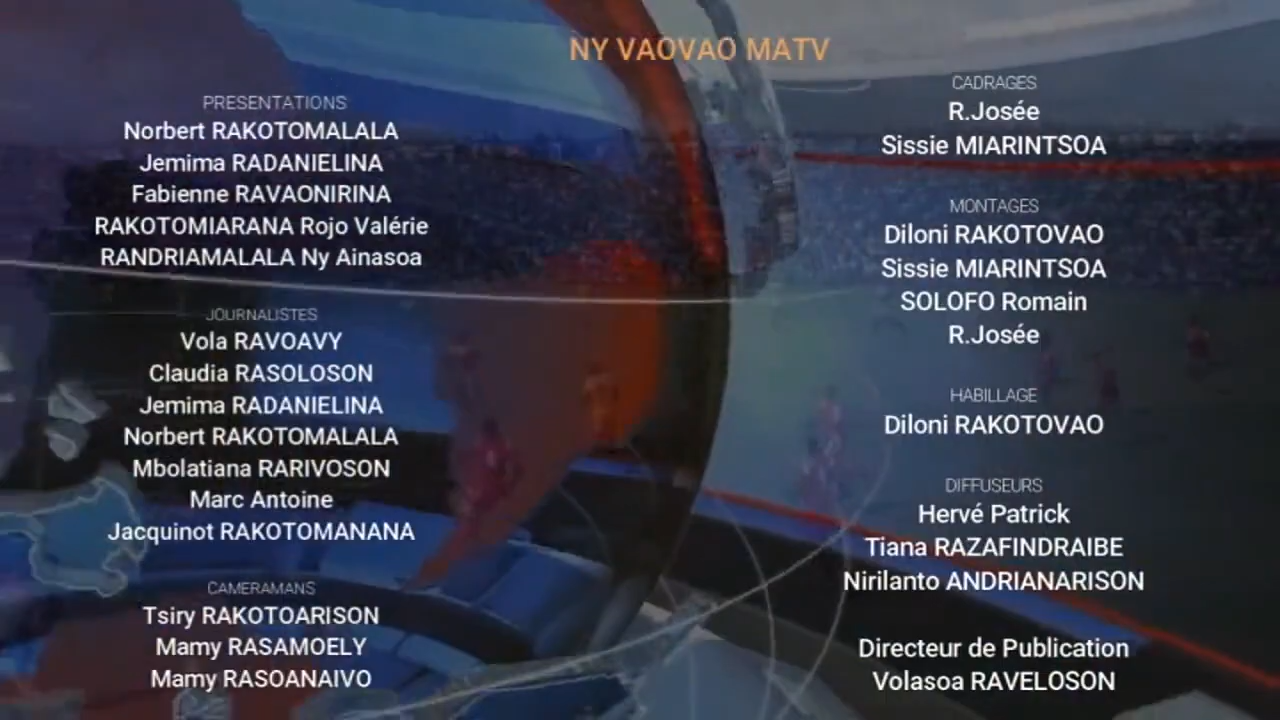 NY VAOVAO MATV
PRESENTATIONS
Norbert RAKOTOMALALA
Jemima RADANIELINA
Fabienne RAVAONIRINA
RAKOTOMIARANA Rojo Valérie
RANDRIAMALALA Ny Ainasoa
JOURNALISTES
Vola RAVOAVY
Claudia RASOLOSON
Jemima RADANIELINA
Norbert RAKOTOMALALA
Mbolatiana RARIVOSON
Marc Antoine
Jacquinot RAKOTOMANANA
CAMERAMANS
Tsiry RAKOTOARISON
Mamy RASAMOELY
Mamy RASOANAIVO
CADRAGES
R.Josée
Sissie MIARINTSOA
MONTAGES
Diloni RAKOTOVAO
Sissie MIARINTSOA
SOLOFO Romain
R.Josée
HABILLAGE
Diloni RAKOTOVAO
DIFFUSEURS
Hervé Patrick
Tiana RAZAFINDRAIBE
Nirilanto ANDRIANARISON
Directeur de Publication
Volasoa RAVELOSON